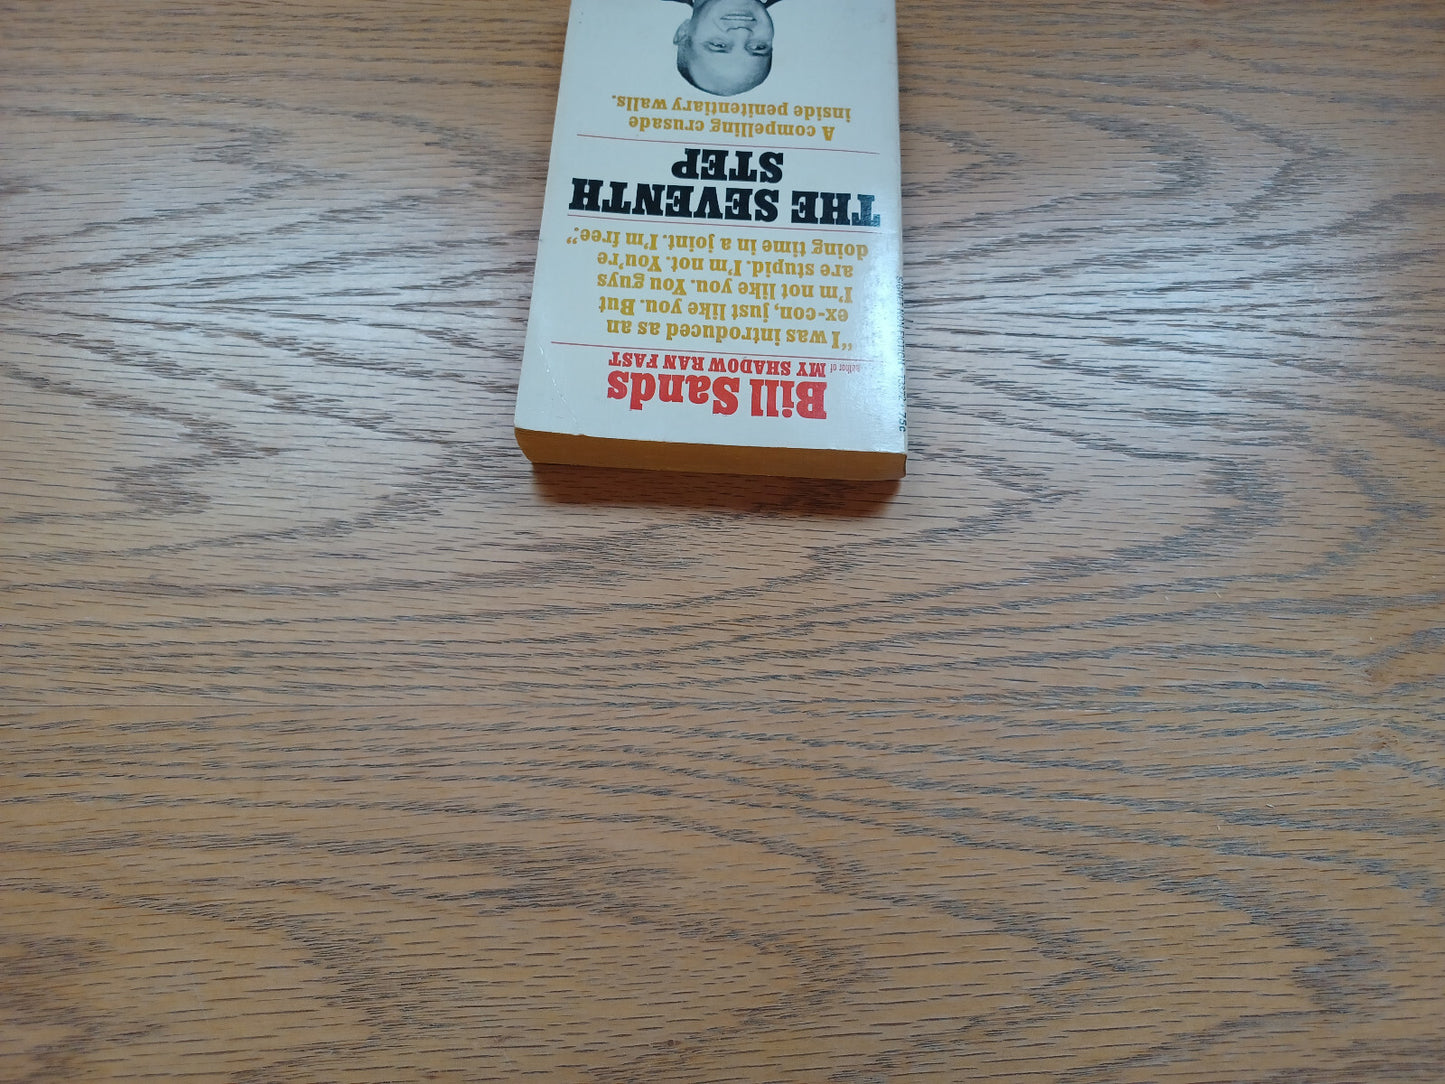 Bill Sands
author of MY SHADOW RAN FAST
"I was introduced as an
ex-con, just like you. But
I'm not like you. You guys
are stupid. I'm not. You're
doing time in a joint. I'm free."
THE SEVENTH
STEP
A compelling crusade
inside penitentiary walls.
75c